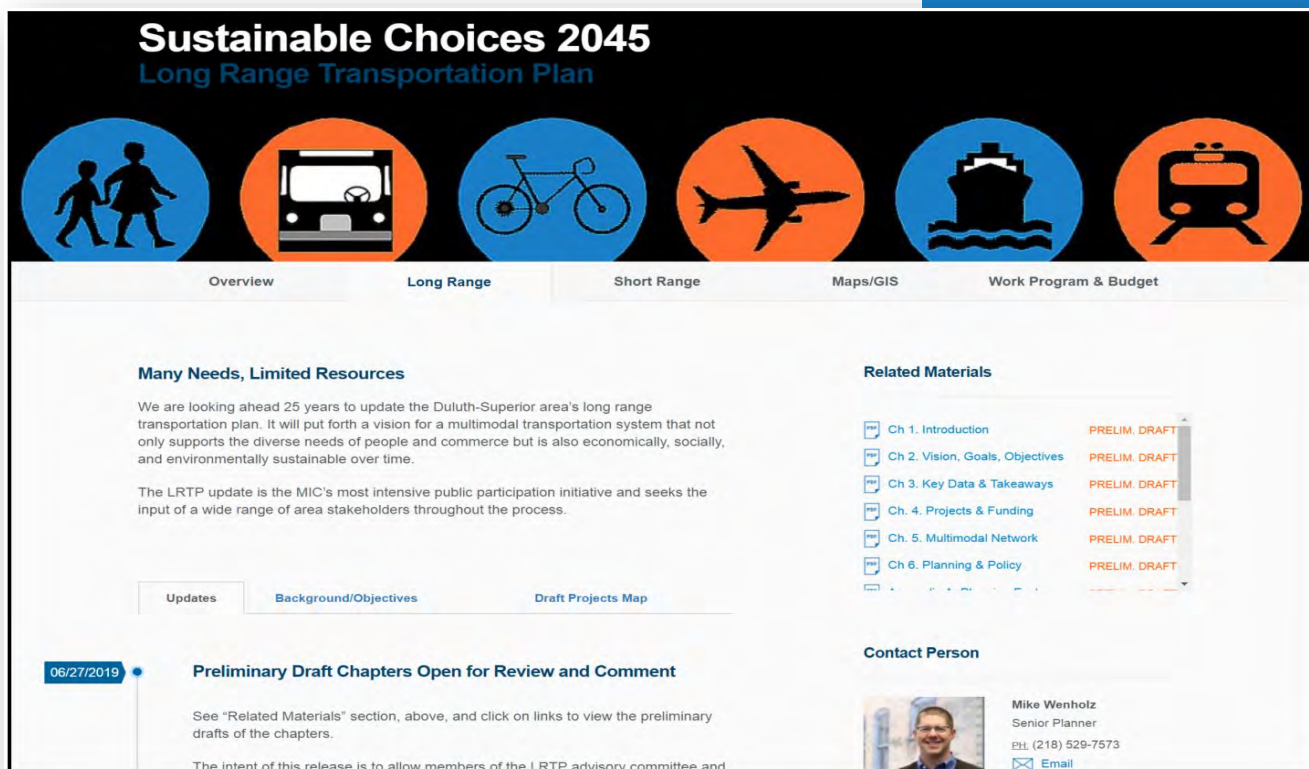 Sustainable Choices 2045
Long Range Transportation Plan
Overview
Long Range
Short Range
Maps/GIS
Work Program & Budget
Many Needs, Limited Resources
We are looking ahead 25 years to update the Duluth-Superior area's long range
transportation plan. It will put forth a vision for a multimodal transportation system that not
only supports the diverse needs of people and commerce but is also economically, socially,
and environmentally sustainable over time.
The LRTP update is the MIC's most intensive public participation initiative and seeks the
input of a wide range of area stakeholders throughout the process.
Updates
Background/Objectives
Draft Projects Map
06/27/2019
Preliminary Draft Chapters Open for Review and Comment
See "Related Materials" section, above, and click on links to view the preliminary
drafts of the chapters.
The intent of this release is to allow members of the LRTP advisory committee and
Related Materials
Ch 1. Introduction PRELIM. DRAFT
Ch 2. Vision, Goals, Objectives PRELIM. DRAFT
Ch 3. Key Data & Takeaways PRELIM. DRAFT
Ch. 4. Projects & Funding PRELIM. DRAFT
Ch. 5. Multimodal Network PRELIM. DRAFT
Ch 6. Planning & Policy PRELIM. DRAFT
Contact Person
Mike Wenholz
Senior Planner
PH: (218) 529-7573
Email